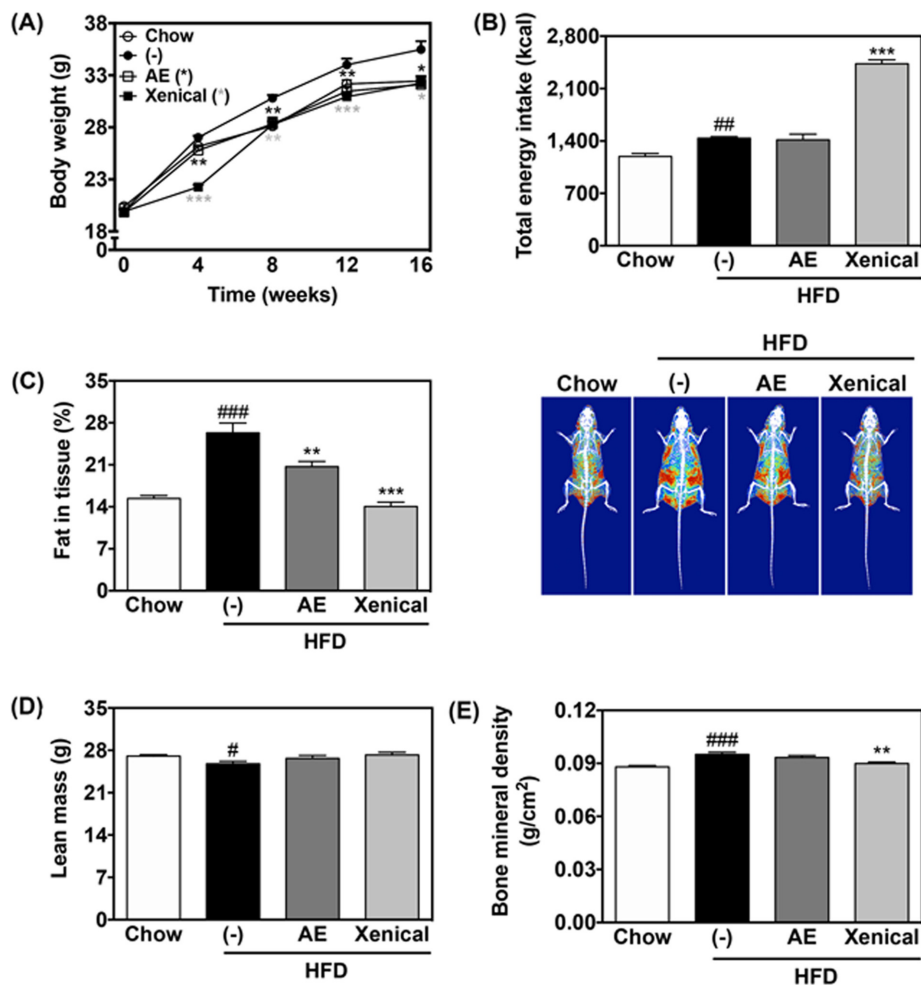 (A)
Body weight (g)
38
33
28
23
18
0
Chow
(-)
AE (*)
Xenical (*)
**
***
**
**
**
***
*
*
0 4 8 12 16
Time (weeks)
(B)
Total energy intake (kcal)
2,800
2,100
1,400
700
0
##
***
Chow (-) AE Xenical
HFD
(C)
Fat in tissue (%)
35
28
21
14
7
0
###
**
***
Chow (-) AE Xenical
HFD
HFD
Chow (-) AE Xenical
(D)
Lean mass (g)
35
28
21
14
7
0
#
Chow (-) AE Xenical
HFD
(E)
Bone mineral density
(g/cm²)
0.12
0.09
0.06
0.03
0.00
###
**
Chow (-) AE Xenical
HFD